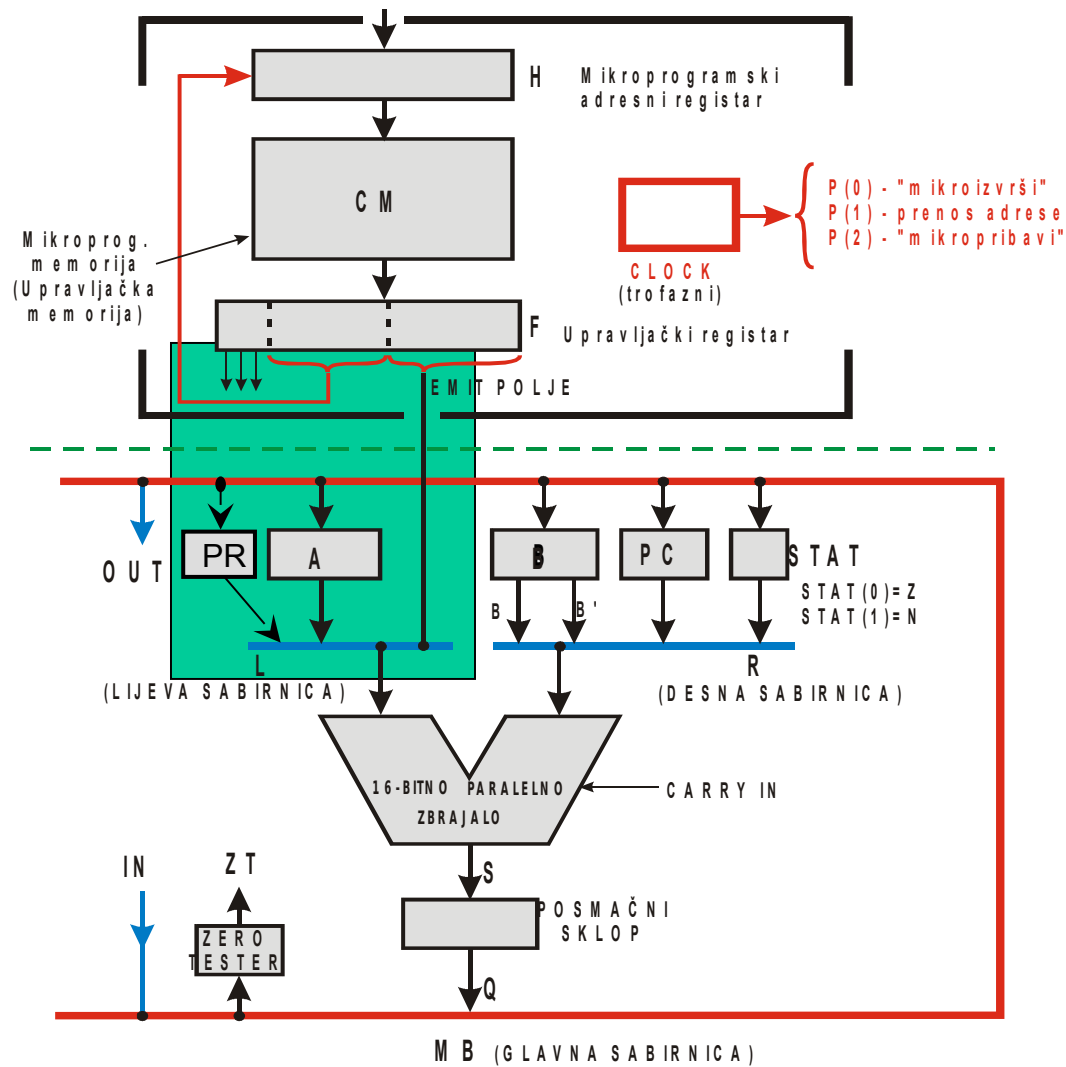 H
Mikroprogramski
adresni registar
CM
Mikroprog.
memorija
(Upravljačka
memorija)
P(0) - "mikroizvrši"
P(1) - prenos adrese
P(2) - "mikropribavi"
CLOCK
(trofazni)
F
Upravljački registar
EMIT POLJE
OUT
PR
A
B
PC
STAT
STAT(0)=Z
STAT(1)=N
B
B'
L
(LIJEVA SABIRNICA)
R
(DESNA SABIRNICA)
16-BITNO PARALELNO
ZBRAJALO
CARRY IN
IN
ZT
S
ZERO
TESTER
POSMAČNI
SKLOP
Q
MB (GLAVNA SABIRNICA)